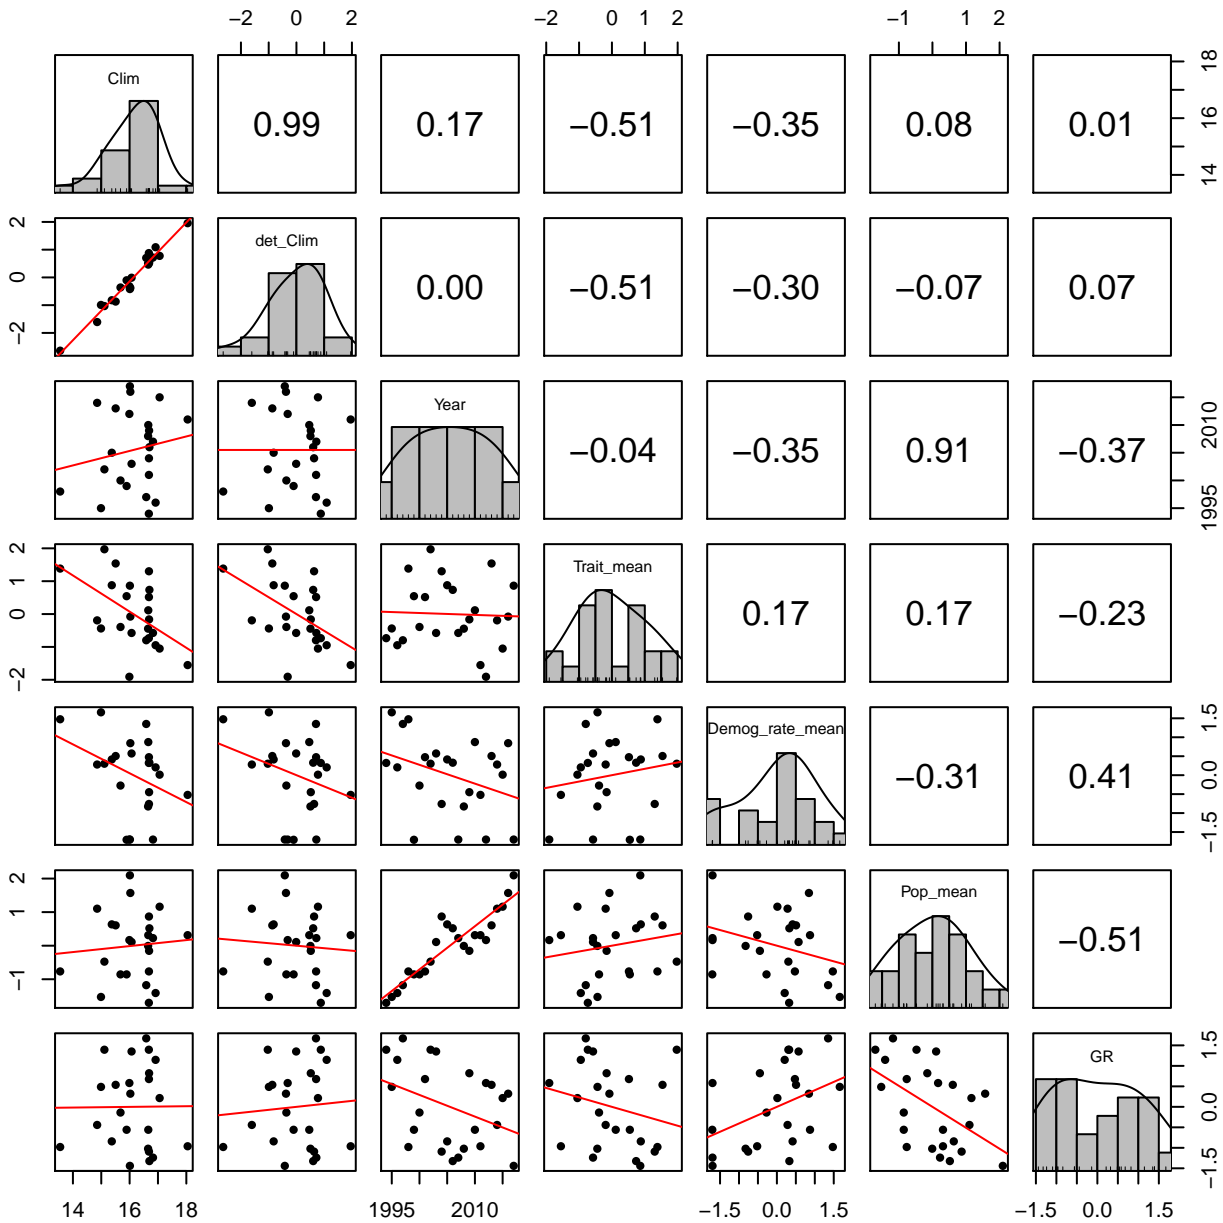 −2 0 2 −2 0 1 2 −1 1 2
Clim 0.99 0.17 −0.51 −0.35 0.08 0.01 14 16 18
−2 0 2 det_Clim 0.00 −0.51 −0.30 −0.07 0.07
Year −0.04 −0.35 0.91 −0.37 1995 2010
−2 0 1 2 Trait_mean 0.17 0.17 −0.23
Demog_rate_mean −0.31 0.41 −1.5 0.0 1.5
−1 1 2 Pop_mean −0.51
GR −1.5 0.0 1.5
14 16 18 1995 2010 −1.5 0.0 1.5 −1.5 0.0 1.5